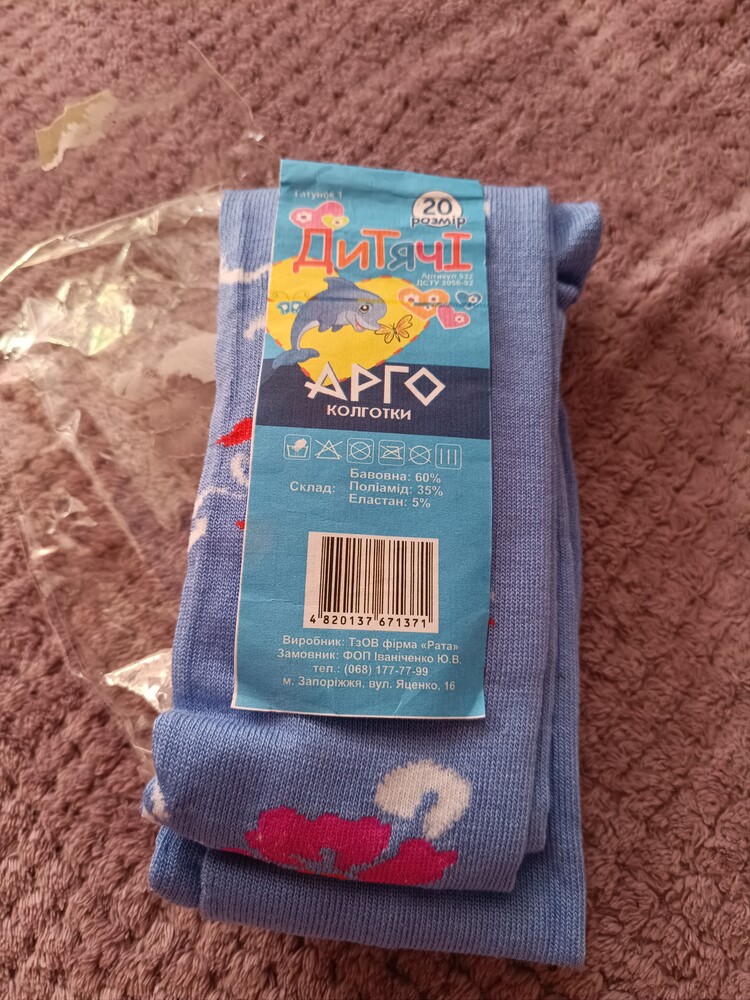 Гатунок 1
20
розмір
Дитячі
Артикул 532
ДСТУ 3056-92
АРГО
КОЛГОТКИ
Бавовна: 60%
Склад: Поліамід: 35%
Еластан: 5%
4 820137 671371
Виробник: ТзОВ фірма «Рата»
Замовник: ФОП Іваніченко Ю.В.
тел.: (068) 177-77-99
м. Запоріжжя, вул. Яценко, 16